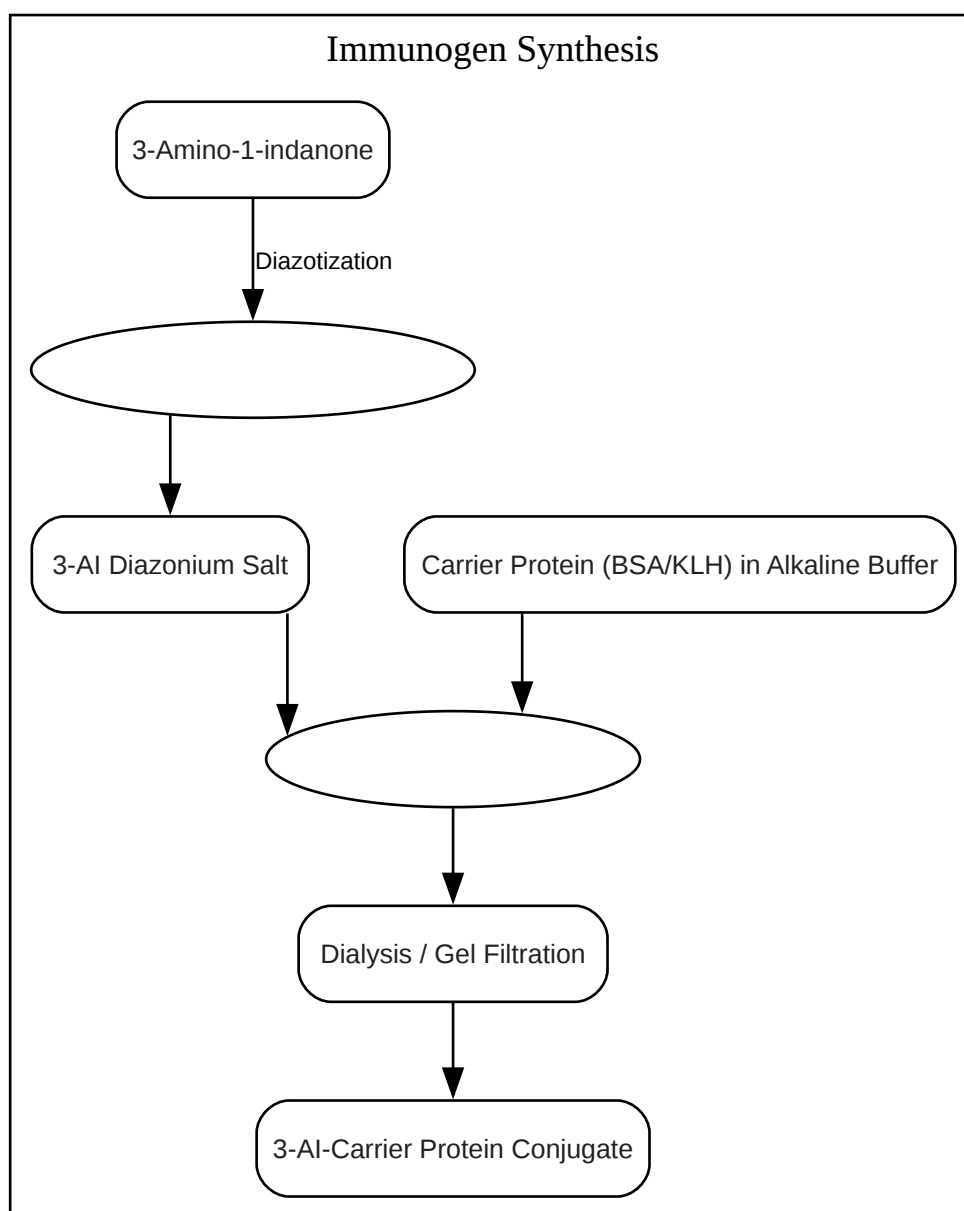 Immunogen Synthesis
3-Amino-1-indanone
Diazotization
3-AI Diazonium Salt
Carrier Protein (BSA/KLH) in Alkaline Buffer
Dialysis / Gel Filtration
3-AI-Carrier Protein Conjugate